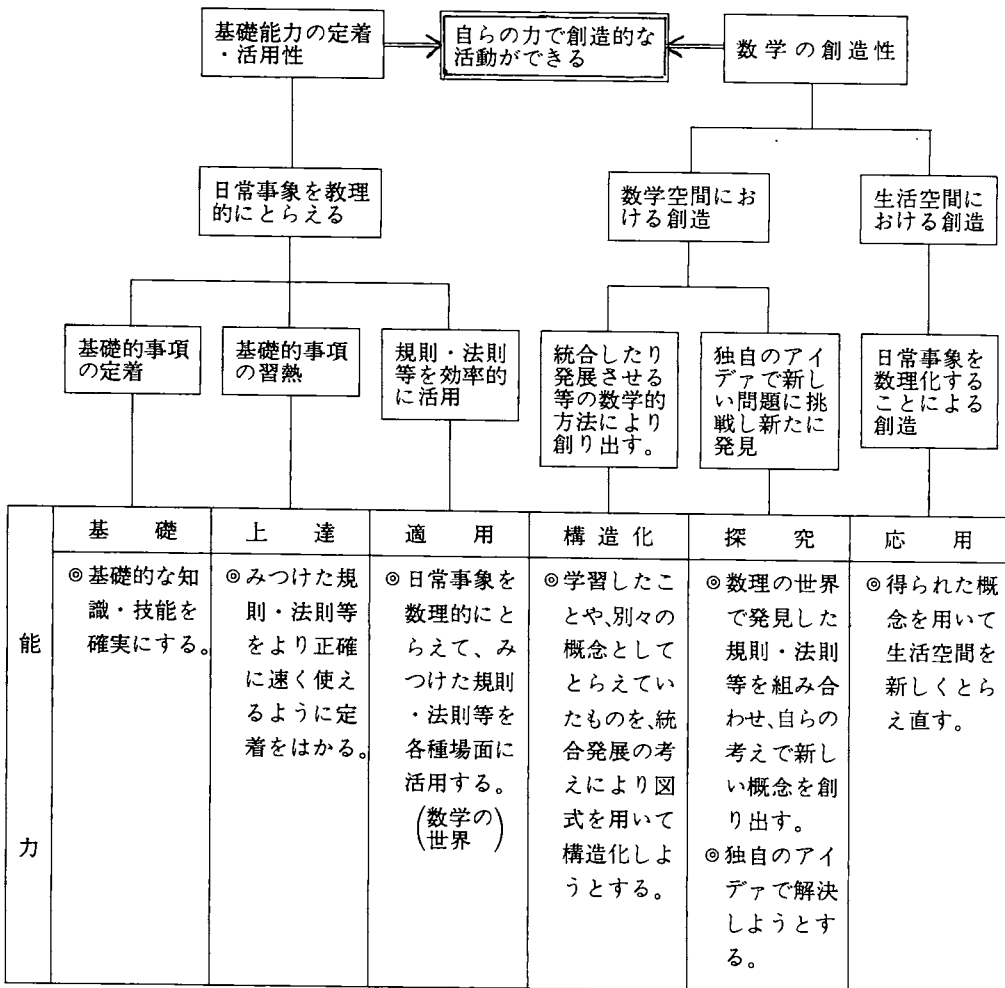 基礎能力の定着
・活用性
自らの力で創造的な
活動ができる
数学の創造性
日常事象を教理
的にとらえる
数学空間にお
ける創造
生活空間に
おける創造
基礎的事項
の定着
基礎的事項
の習熱
規則・法則
等を効率的
に活用
統合したり
発展させる
等の数学的
方法により
創り出す。
独自のアイ
デァで新し
い問題に挑
戦し新たに
発見
日常事象を
数理化する
ことによる
創造
能力
基礎
◎基礎的な知
識・技能を
確実にする。
上達
◎みつけた規
則・法則等
をより正確
に速く使え
るように定
着をはかる。
適用
◎日常事象を
数理的にと
らえて、み
つけた規則
・法則等を
各種場面に
活用する。
(数学の
世界)
構造化
◎学習したこ
とや、別々の
概念として
とらえてい
たものを、統
合発展の考
えにより図
式を用いて
構造化しよ
うとする。
探究
◎数理の世界
で発見した
規則・法則
等を組み合
わせ、自らの
考えで新し
い概念を創
り出す。
◎独自のアイ
デァで解決
しようとす
る。
応用
◎得られた概
念を用いて
生活空間を
新しくとら
え直す。